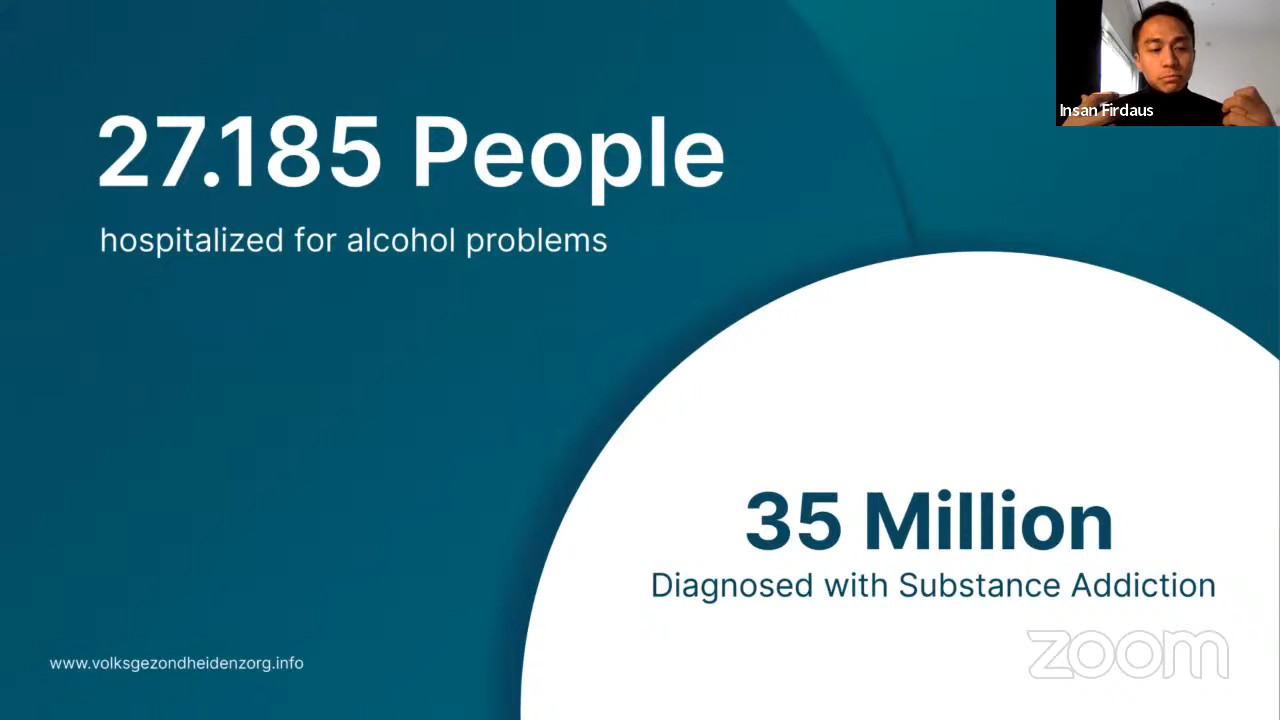 27.185 People
hospitalized for alcohol problems
Insan Firdaus
35 Million
Diagnosed with Substance Addiction
www.volksgezondheidenzorg.info
zoom